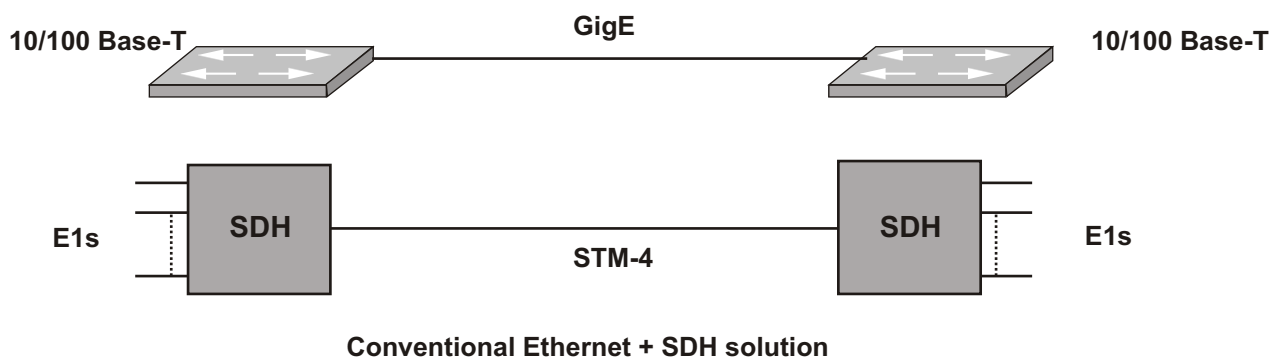 GigE
10/100 Base-T
10/100 Base-T
SDH
SDH
E1s
E1s
STM-4
Conventional Ethernet + SDH solution